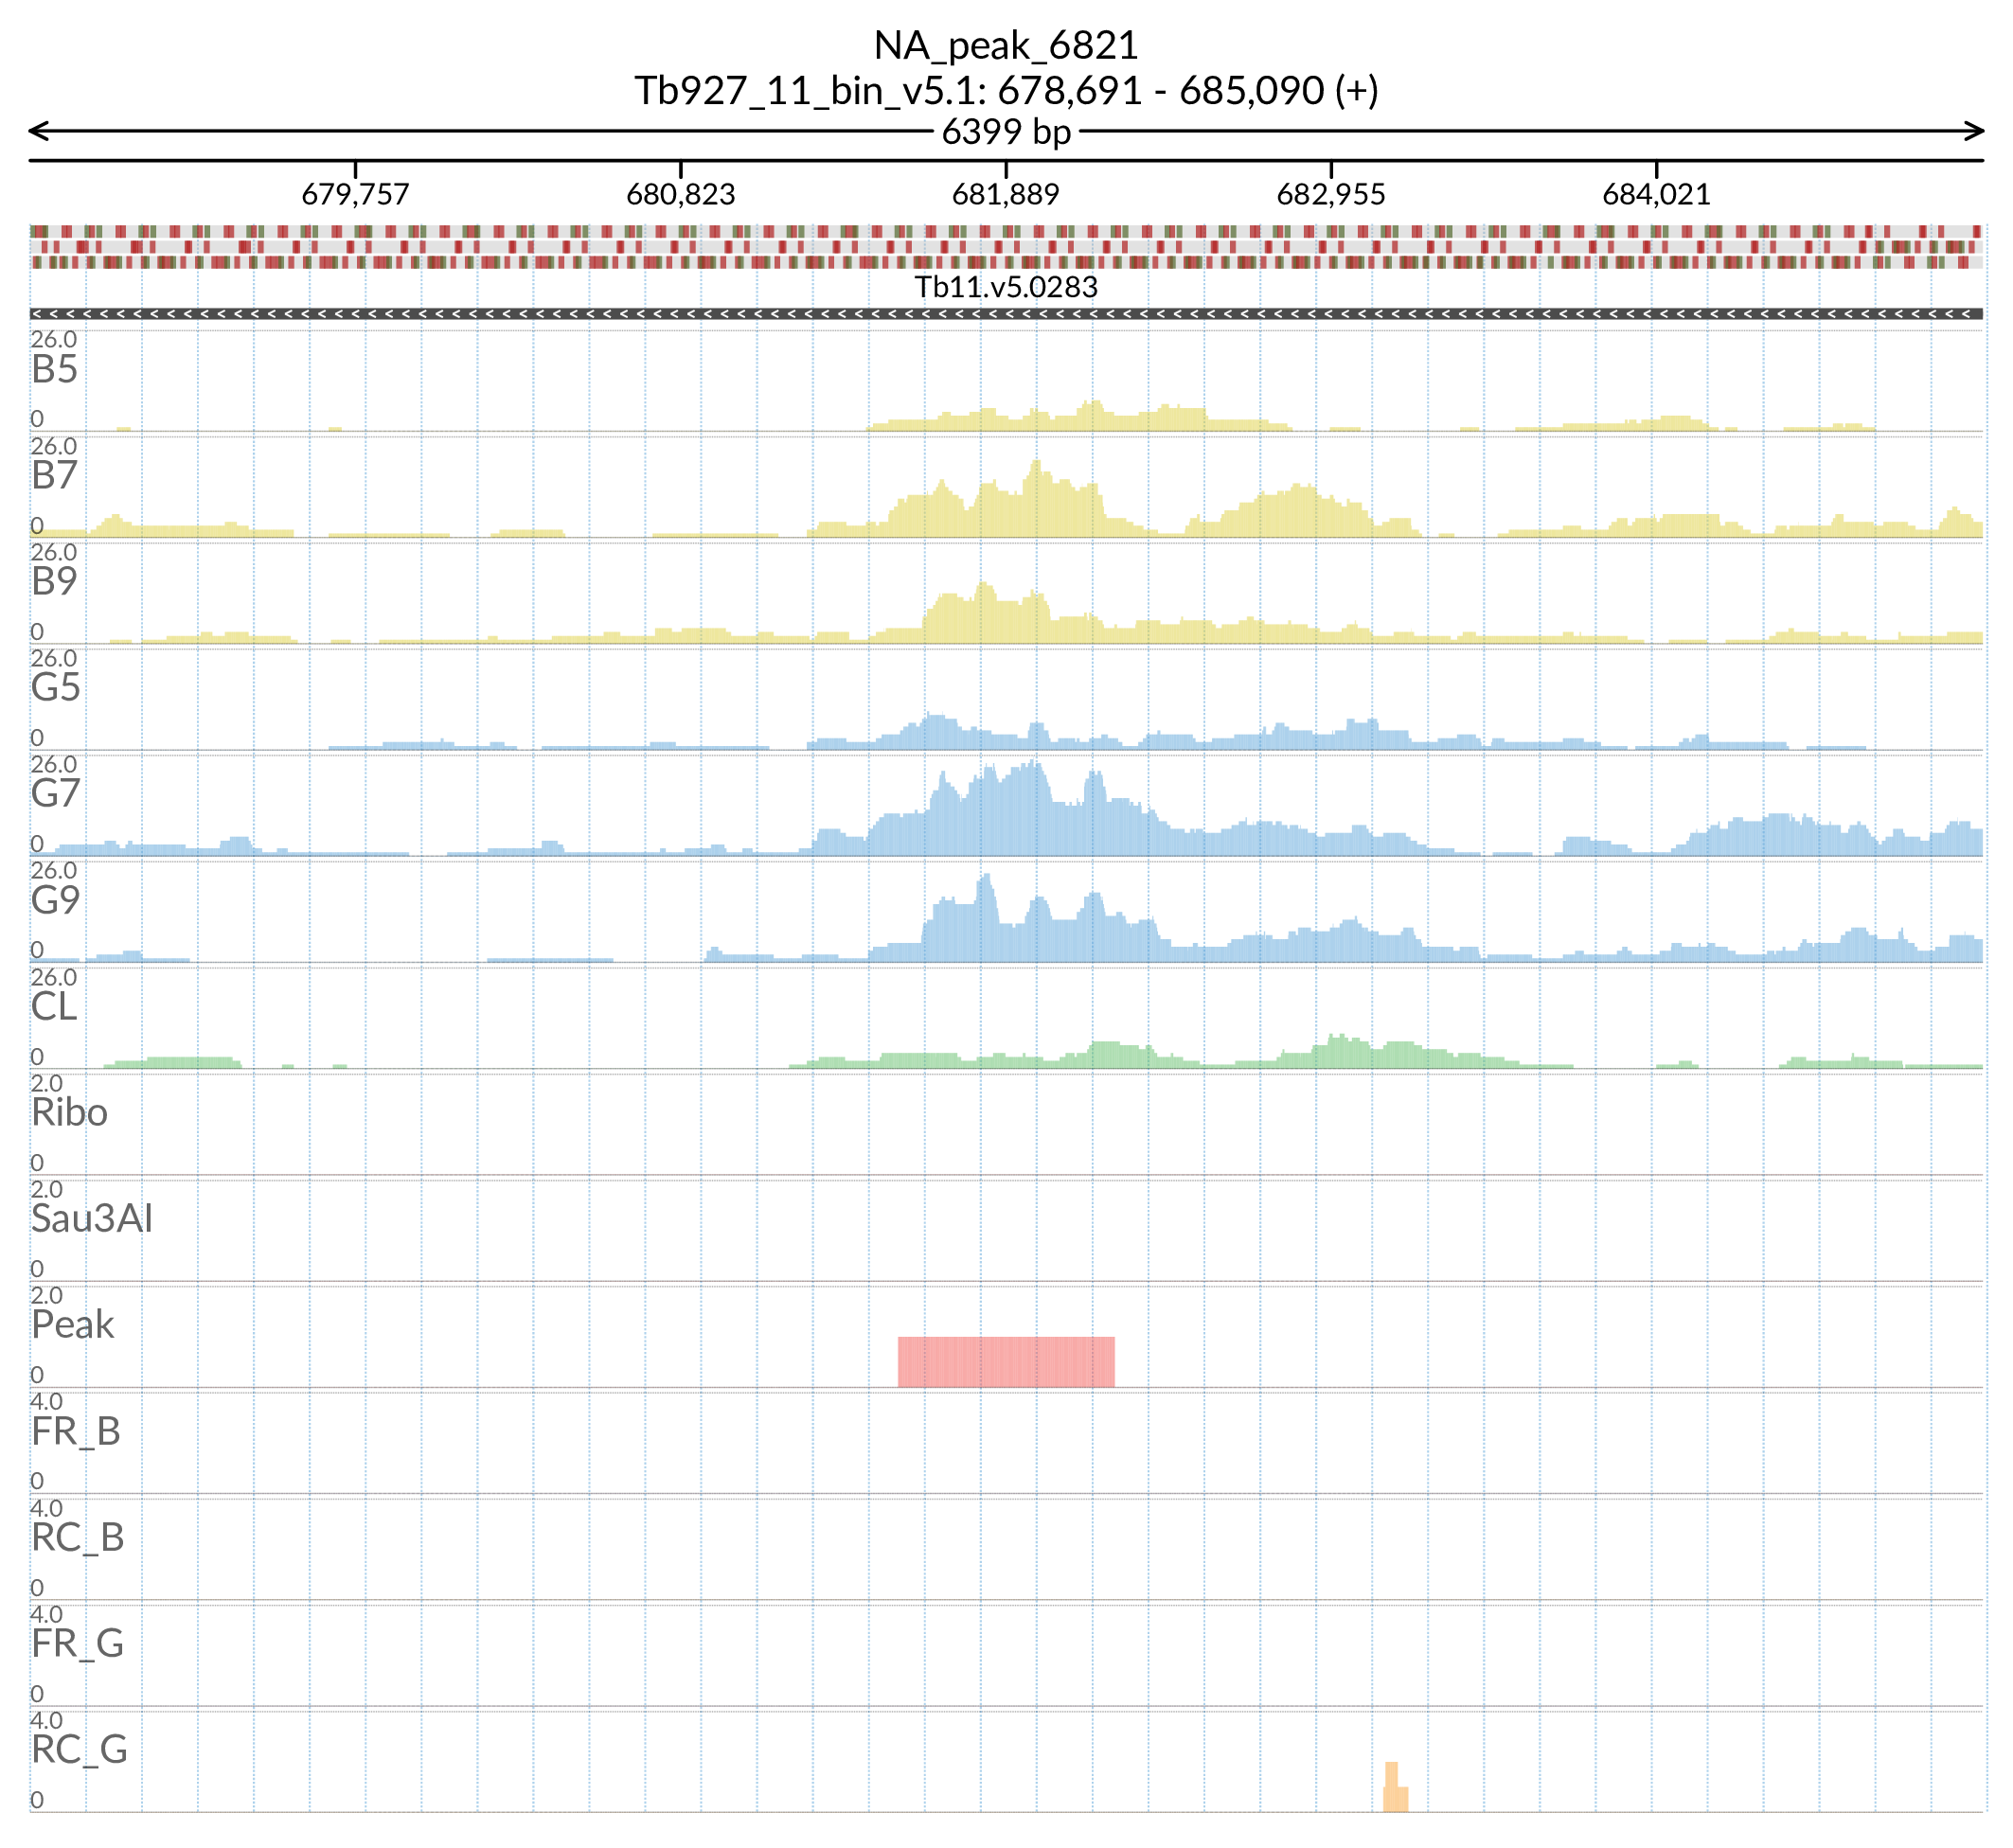 NA_peak_6821
Tb927_11_bin_v5.1: 678,691 - 685,090 (+)
6399 bp
679,757 680,823 681,889 682,955 684,021
Tb11.v5.0283
26.0
B5
0
26.0
B7
0
26.0
B9
0
26.0
G5
0
26.0
G7
0
26.0
G9
0
26.0
CL
0
2.0
Ribo
0
2.0
Sau3AI
0
2.0
Peak
0
4.0
FR_B
0
4.0
RC_B
0
4.0
FR_G
0
4.0
RC_G
0